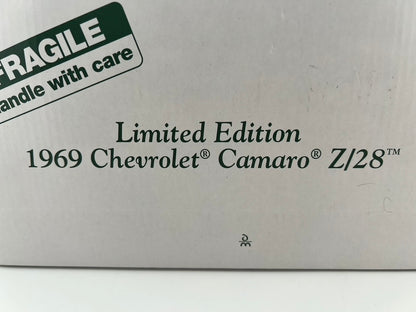 FRAGILE
andle with care
Limited Edition
1969 Chevrolet® Camaro® Z/28™